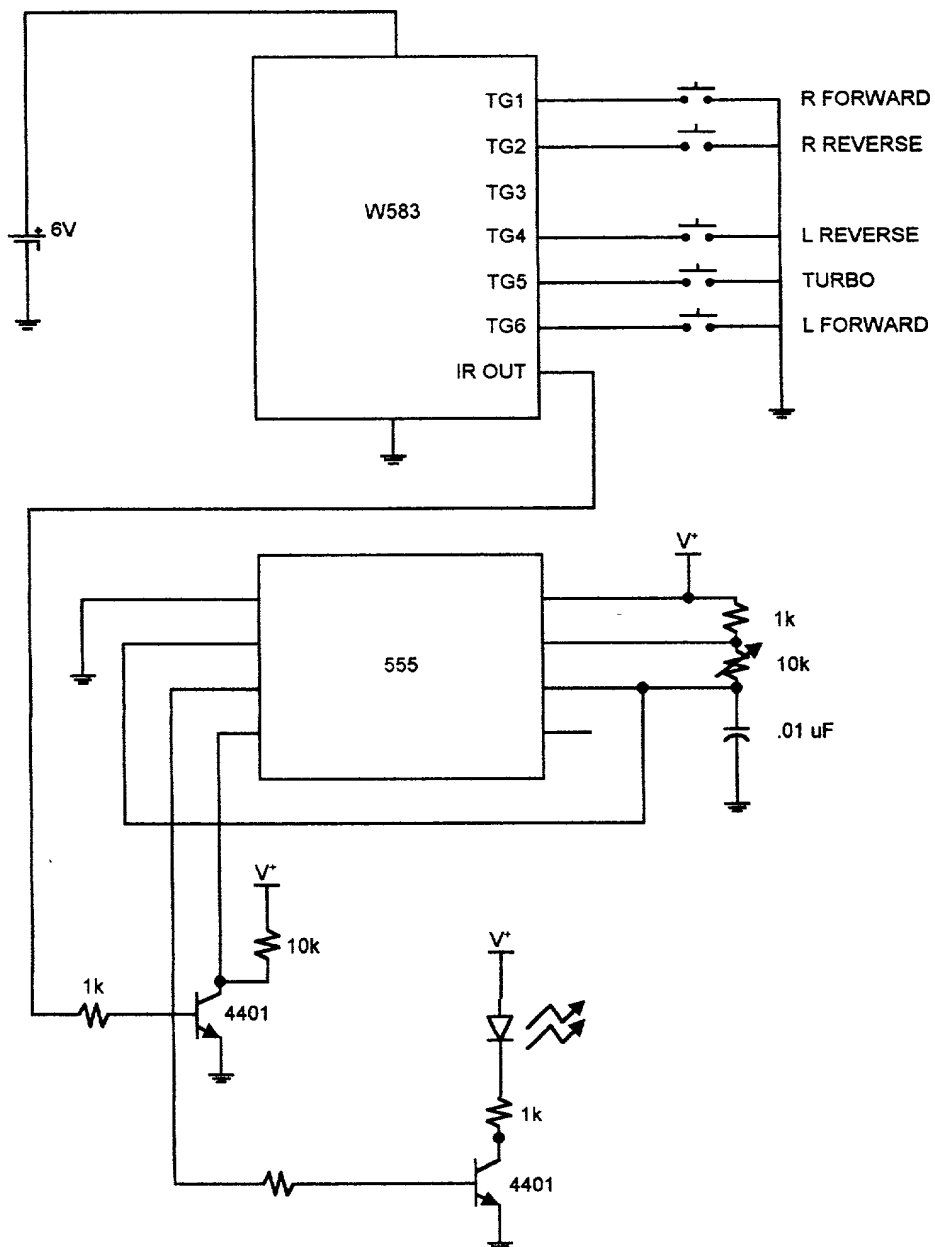 TG1
R FORWARD
TG2
R REVERSE
W583
TG3
+ 6V
TG4
L REVERSE
TG5
TURBO
TG6
L FORWARD
IR OUT
V+
1k
555
10k
.01 uF
V+
10k
V+
1k
4401
1k
4401